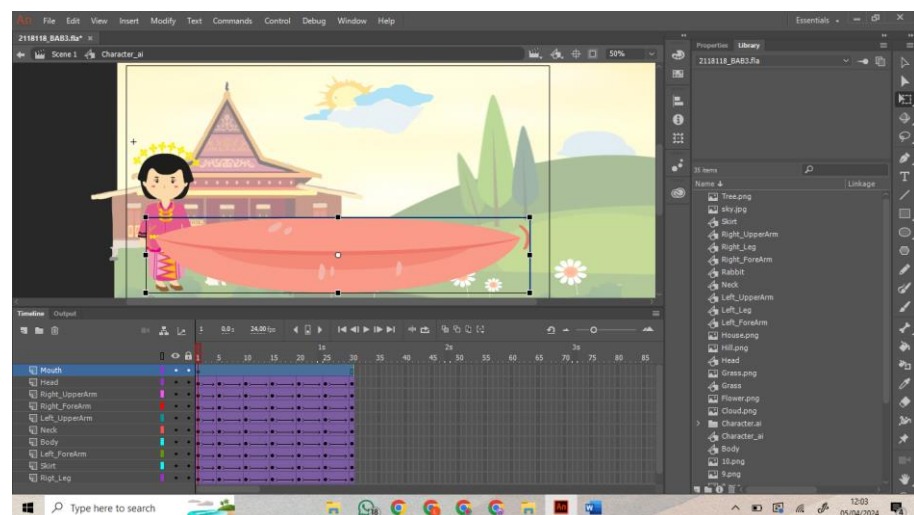 An File Edit View Insert Modify Text Commands Control Debug Window Help Essentials
2118118_BAB3.fla* ×
Scene 1 Character_ai 50%
Properties Library
2118118_BAB3.fla
35 items
Name Linkage
Tree.png
sky.jpg
Skirt
Right_UpperArm
Right_Leg
Right_ForeArm
Rabbit
Neck
Left_UpperArm
Left_Leg
Left_ForeArm
House.png
Hill.png
Head
Grass.png
Grass
Flower.png
Cloud.png
Character.ai
Character_ai
Body
10.png
9.png
Timeline Output
1 0,0 s 24,00 fps
1s 2s 3s
1 5 10 15 20 25 30 35 40 45 50 55 60 65 70 75 80 85
Mouth
Head
Right_UpperArm
Right_ForeArm
Left_UpperArm
Neck
Body
Left_ForeArm
Skirt
Rigt_Leg
Type here to search
An
12:03
05/04/2024